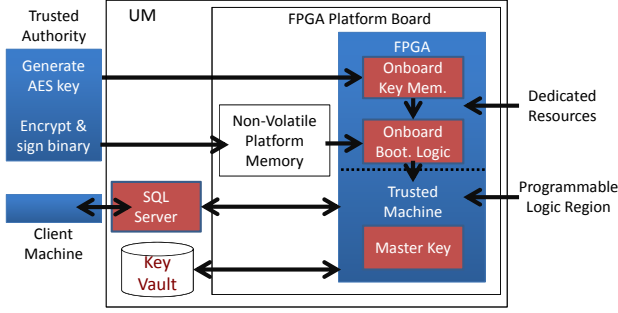 UM
FPGA Platform Board
Trusted
Authority
Generate
AES key
Encrypt &
sign binary
FPGA
Onboard
Key Mem.
Non-Volatile
Platform
Memory
Onboard
Boot. Logic
Dedicated
Resources
SQL
Server
Client
Machine
Trusted
Machine
Programmable
Logic Region
Key
Vault
Master Key